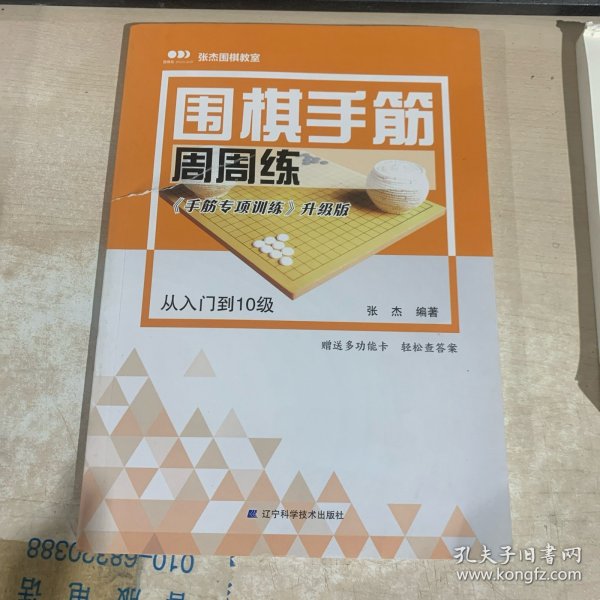 张杰围棋教室
围棋手筋
周周练
《手筋专项训练》升级版
从入门到10级
张 杰 编著
赠送多功能卡 轻松查答案
辽宁科学技术出版社
010-68320388
孔夫子旧书网
www.kongfz.com